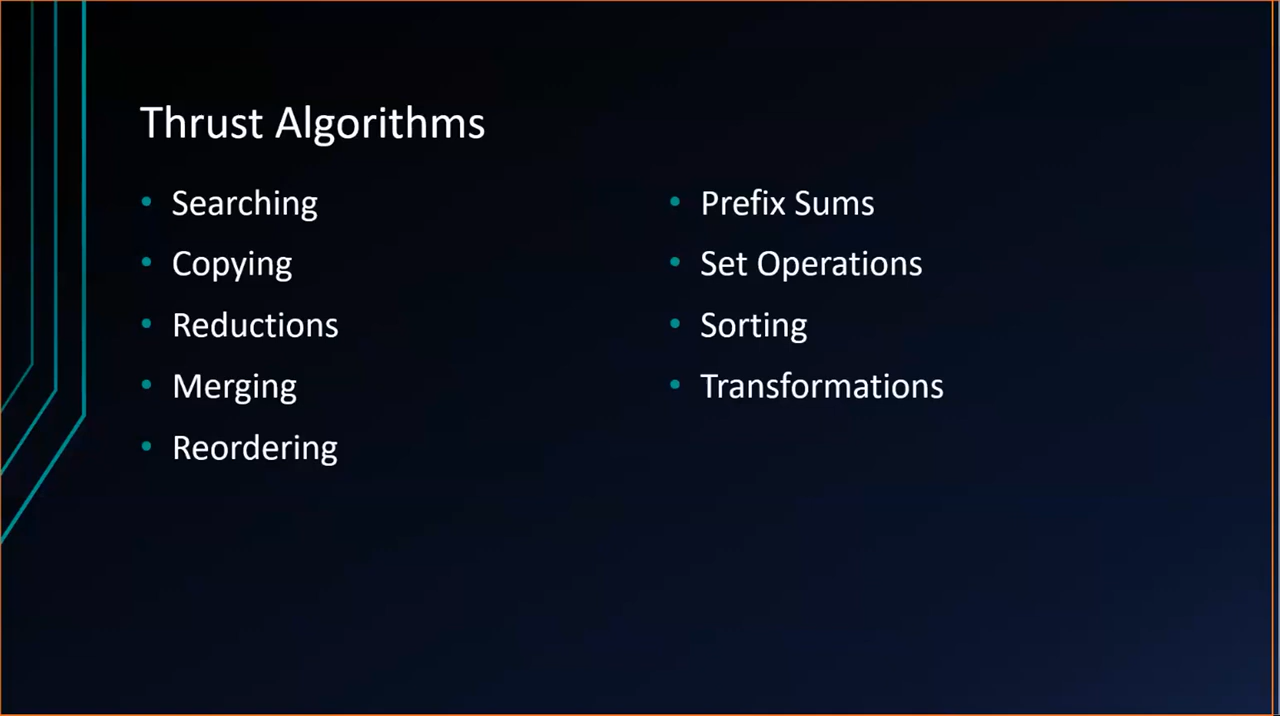 Thrust Algorithms
• Searching
• Copying
• Reductions
• Merging
• Reordering
• Prefix Sums
• Set Operations
• Sorting
• Transformations